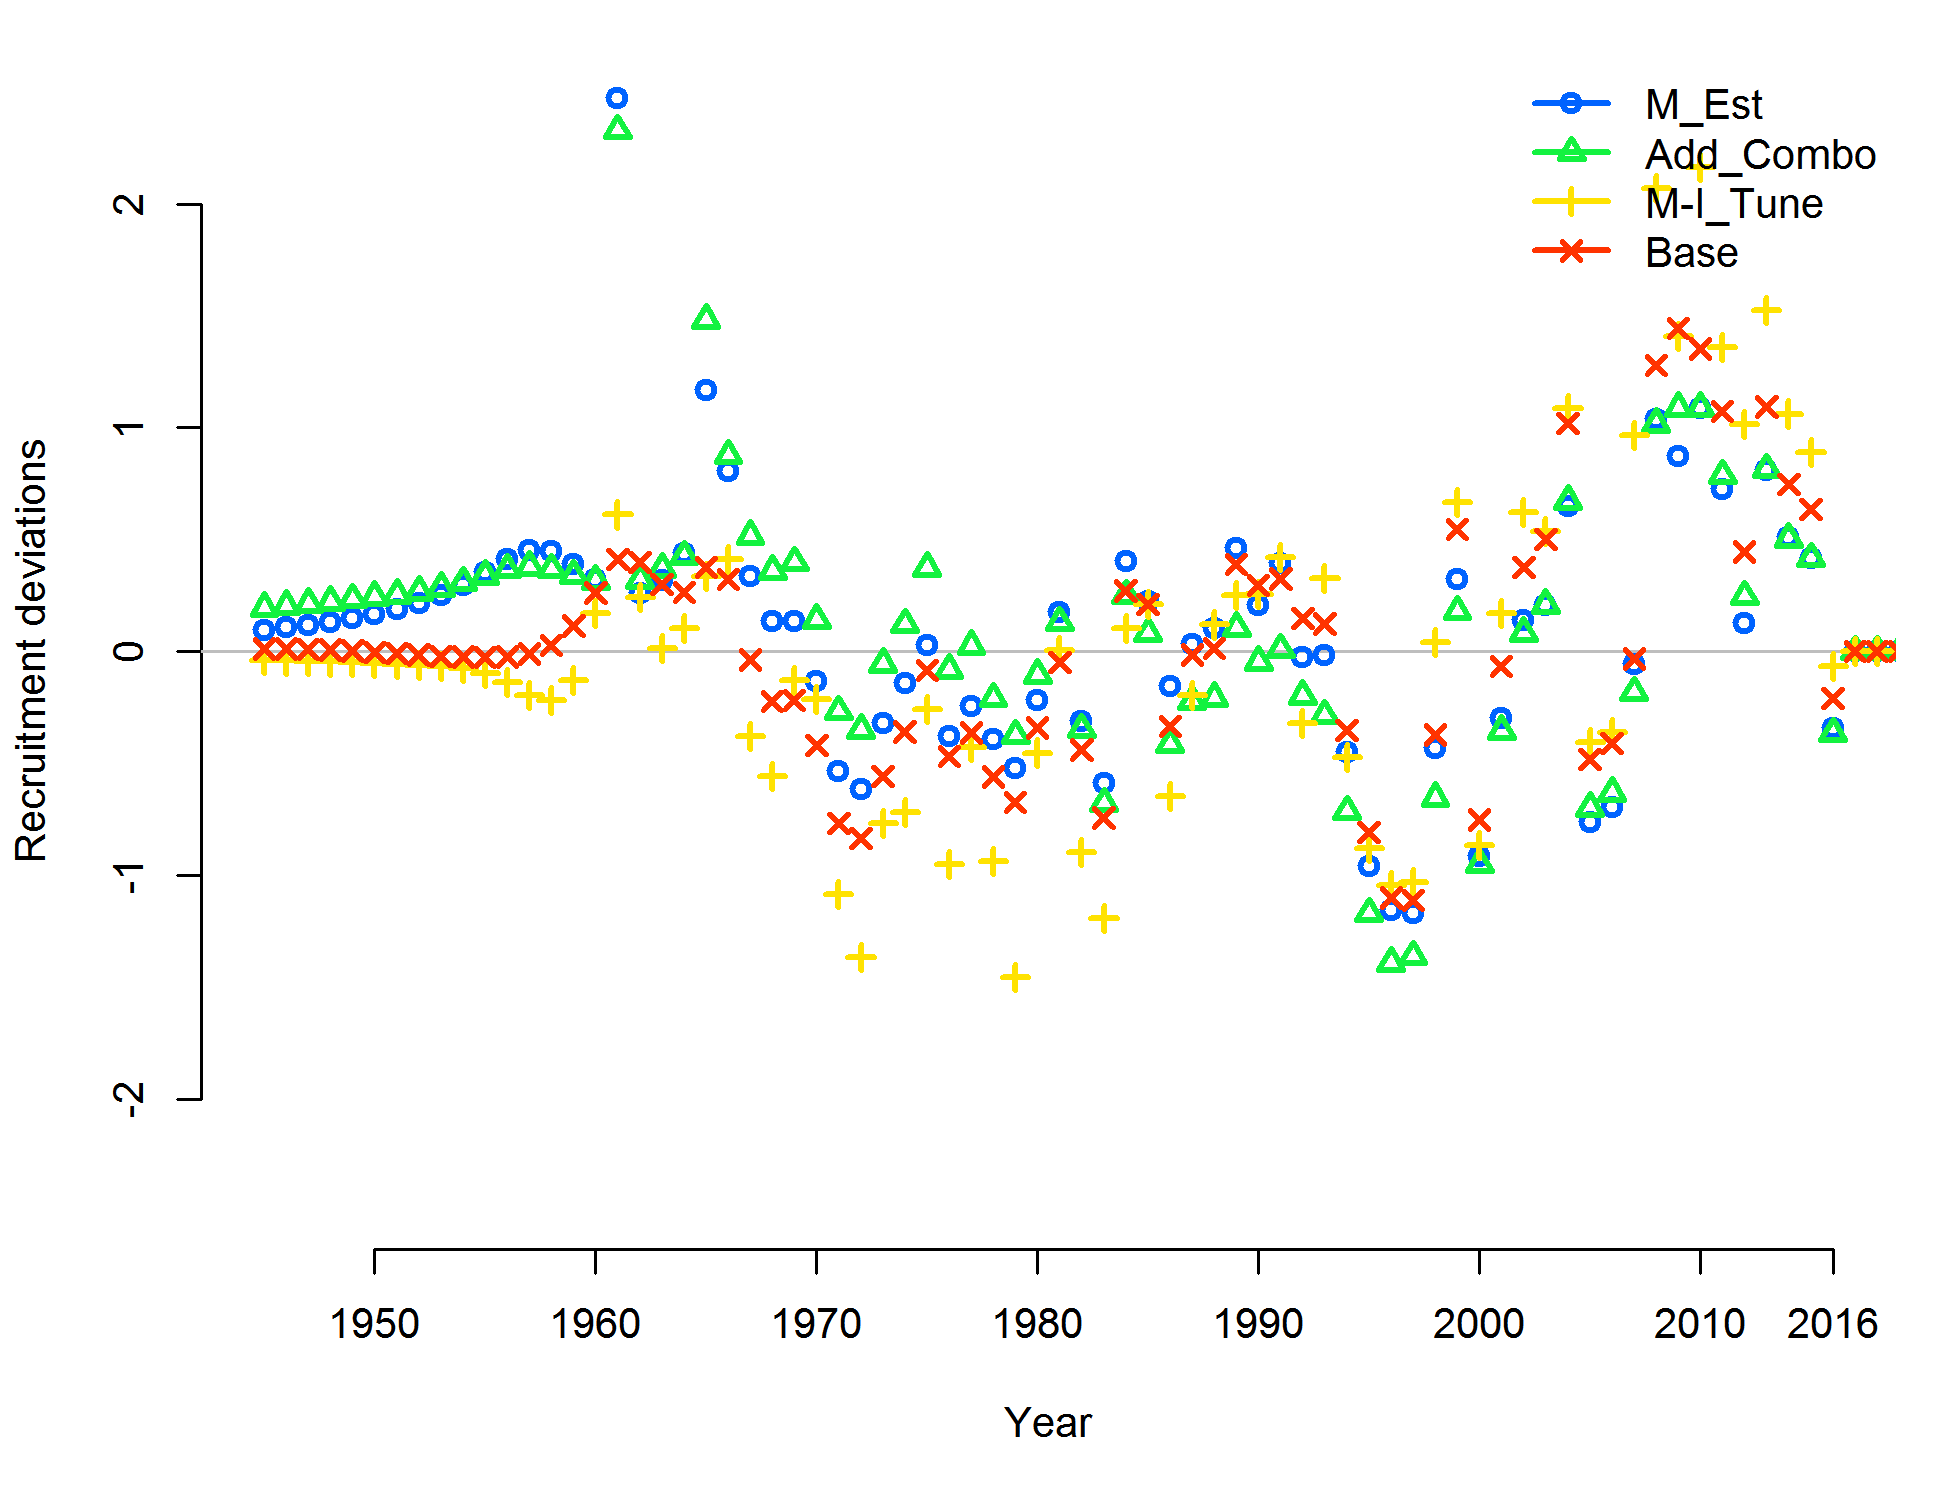 M_Est
Add_Combo
M-I_Tune
Base
2
1
0
-1
-2
Recruitment deviations
1950 1960 1970 1980 1990 2000 2010 2016
Year